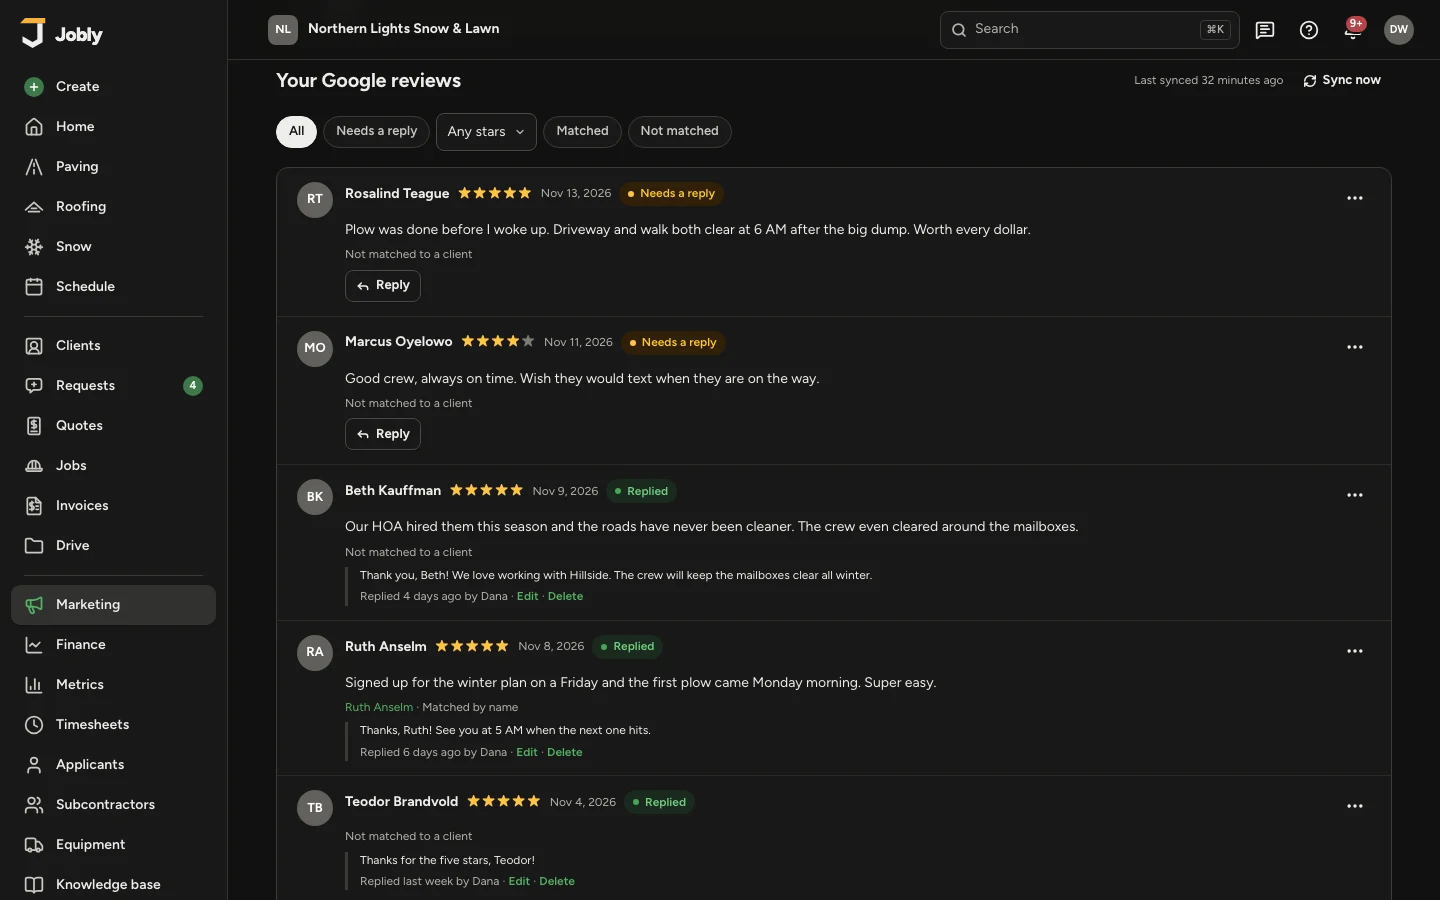 Jobly
NL Northern Lights Snow & Lawn
Search ⌘K
9+
DW
Create
Home
Paving
Roofing
Snow
Schedule
Clients
Requests 4
Quotes
Jobs
Invoices
Drive
Marketing
Finance
Metrics
Timesheets
Applicants
Subcontractors
Equipment
Knowledge base
Your Google reviews
Last synced 32 minutes ago Sync now
All Needs a reply Any stars Matched Not matched
RT Rosalind Teague Nov 13, 2026 Needs a reply
Plow was done before I woke up. Driveway and walk both clear at 6 AM after the big dump. Worth every dollar.
Not matched to a client
Reply
MO Marcus Oyelowo Nov 11, 2026 Needs a reply
Good crew, always on time. Wish they would text when they are on the way.
Not matched to a client
Reply
BK Beth Kauffman Nov 9, 2026 Replied
Our HOA hired them this season and the roads have never been cleaner. The crew even cleared around the mailboxes.
Not matched to a client
Thank you, Beth! We love working with Hillside. The crew will keep the mailboxes clear all winter.
Replied 4 days ago by Dana · Edit · Delete
RA Ruth Anselm Nov 8, 2026 Replied
Signed up for the winter plan on a Friday and the first plow came Monday morning. Super easy.
Ruth Anselm · Matched by name
Thanks, Ruth! See you at 5 AM when the next one hits.
Replied 6 days ago by Dana · Edit · Delete
TB Teodor Brandvold Nov 4, 2026 Replied
Not matched to a client
Thanks for the five stars, Teodor!
Replied last week by Dana · Edit · Delete